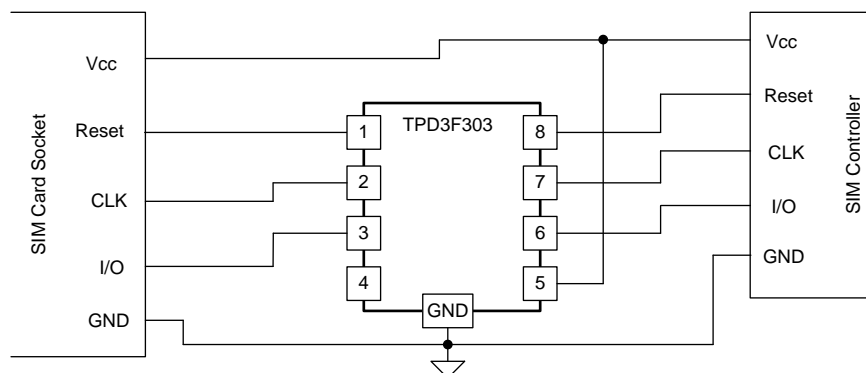 SIM Card Socket
Vcc
Reset
CLK
I/O
GND
TPD3F303
1
2
3
4
8
7
6
5
GND
Vcc
Reset
CLK
I/O
GND
SIM Controller